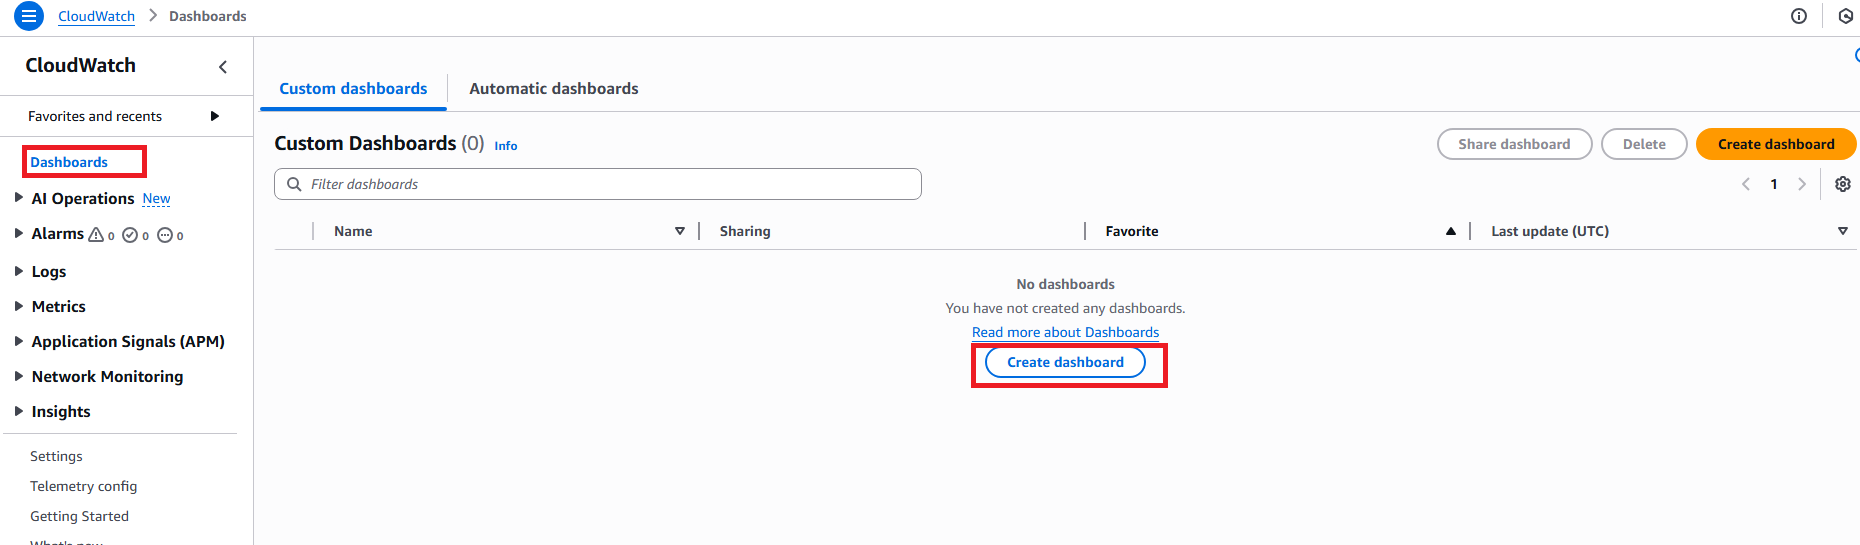 CloudWatch > Dashboards
CloudWatch
Favorites and recents
Dashboards
AI Operations New
Alarms 0 0 0
Logs
Metrics
Application Signals (APM)
Network Monitoring
Insights
Settings
Telemetry config
Getting Started
What's new
Custom dashboards
Automatic dashboards
Custom Dashboards (0) Info
Share dashboard
Delete
Create dashboard
Filter dashboards
1
Name
Sharing
Favorite
Last update (UTC)
No dashboards
You have not created any dashboards.
Read more about Dashboards
Create dashboard